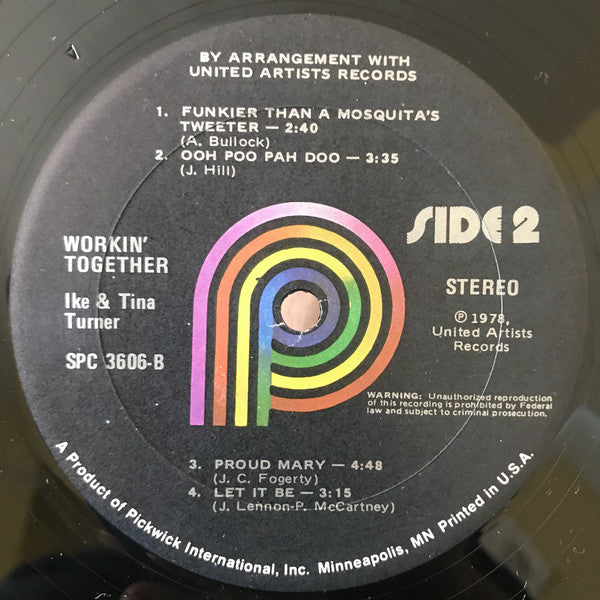 BY ARRANGEMENT WITH
UNITED ARTISTS RECORDS
1. FUNKIER THAN A MOSQUITA'S
TWEETER — 2:40
(A. Bullock)
2. OOH POO PAH DOO — 3:35
(J. Hill)
SIDE 2
WORKIN'
TOGETHER
Ike & Tina
Turner
SPC 3606-B
STEREO
℗ 1978,
United Artists
Records
WARNING: Unauthorized reproduction
of this recording is prohibited by Federal
law and subject to criminal prosecution.
3. PROUD MARY — 4:48
(J. C. Fogerty)
4. LET IT BE — 3:15
(J. Lennon-P. McCartney)
A Product of Pickwick International, Inc. Minneapolis, MN Printed in U.S.A.